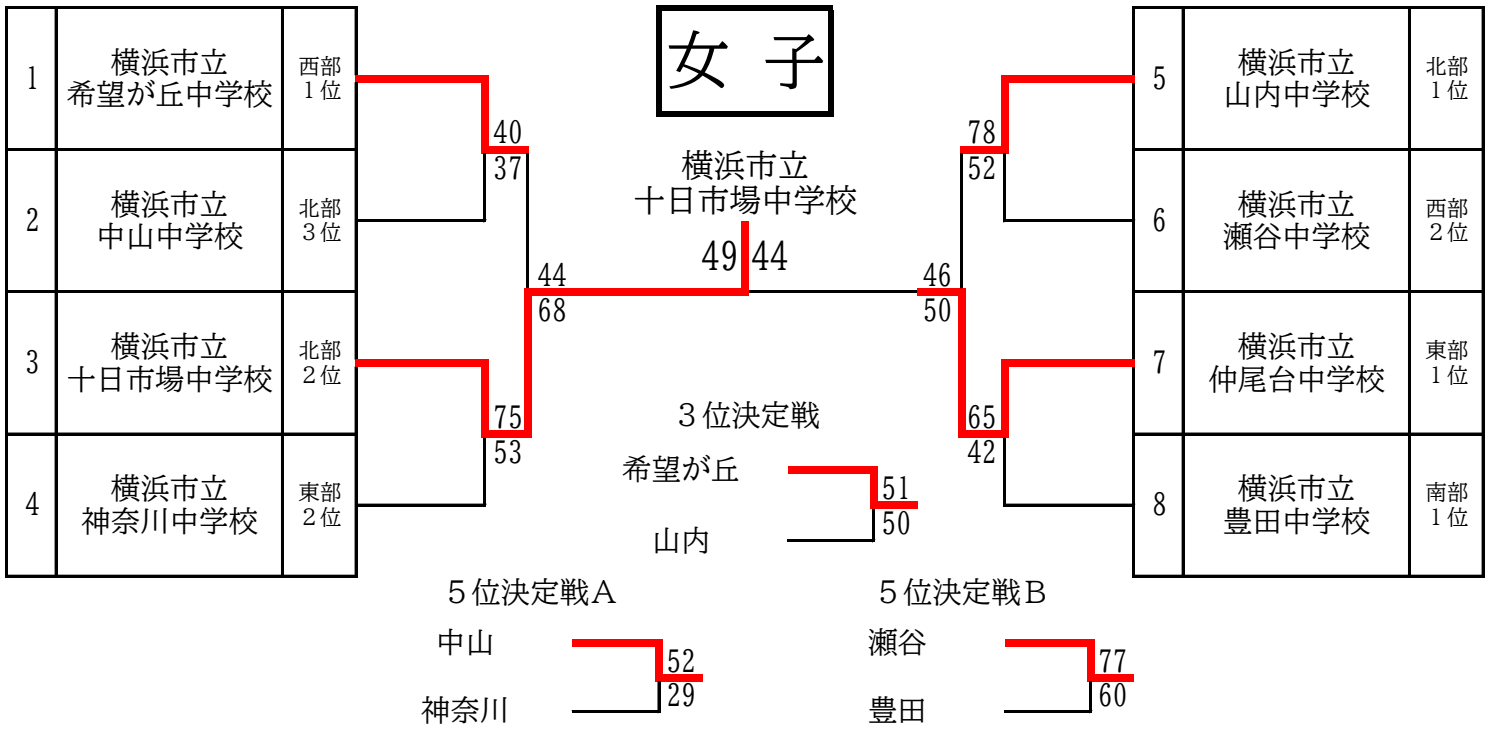 女 子
1
横浜市立
希望が丘中学校
西部
１位
2
横浜市立
中山中学校
北部
３位
3
横浜市立
十日市場中学校
北部
２位
4
横浜市立
神奈川中学校
東部
２位
40
37
75
53
44
68
横浜市立
十日市場中学校
49 44
78
52
46
50
65
42
5
横浜市立
山内中学校
北部
１位
6
横浜市立
瀬谷中学校
西部
２位
7
横浜市立
仲尾台中学校
東部
１位
8
横浜市立
豊田中学校
南部
１位
３位決定戦
希望が丘
51
50
山内
５位決定戦Ａ
中山
52
29
神奈川
５位決定戦Ｂ
瀬谷
77
60
豊田